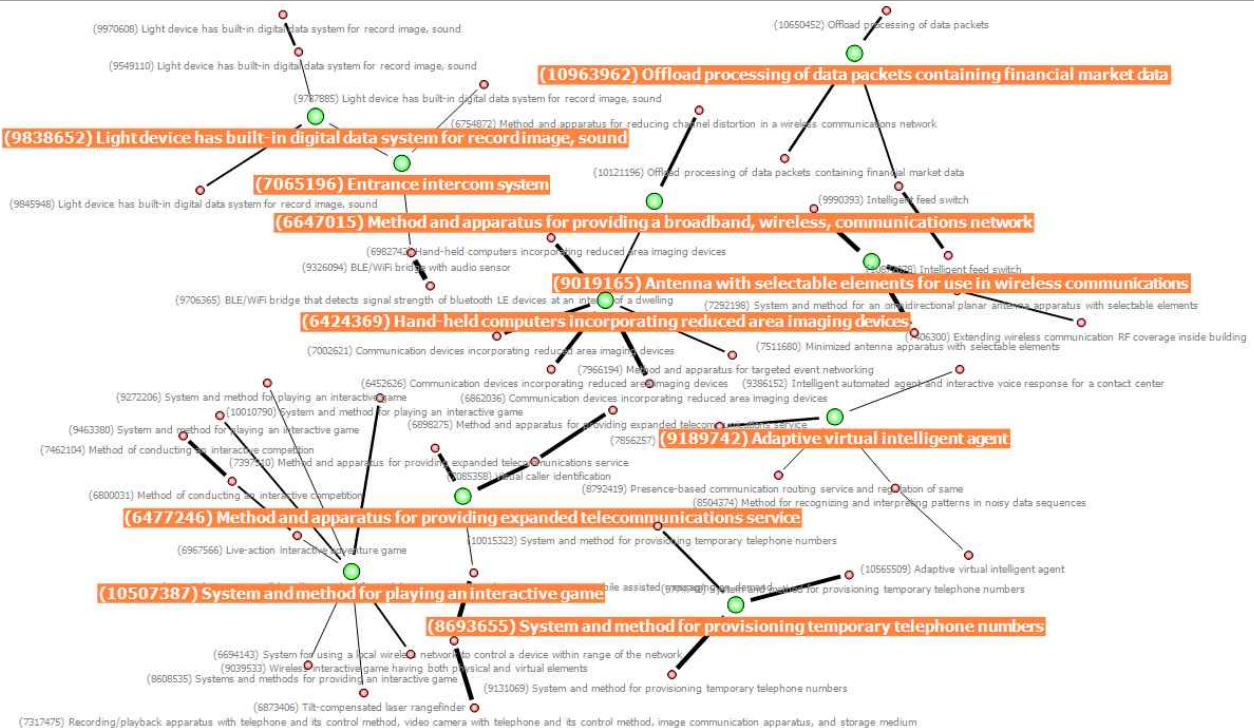 (9970608) Light device has built-in digital data system for record image, sound
(10650452) Offload processing of data packets
(9549110) Light device has built-in digital data system for record image, sound
(10963962) Offload processing of data packets containing financial market data
(9787885) Light device has built-in digital data system for record image, sound
(6754872) Method and apparatus for reducing channel distortion in a wireless communications network
(9838652) Light device has built-in digital data system for record image, sound
(10121196) Offload processing of data packets containing financial market data
(7065196) Entrance intercom system
(9990393) Intelligent feed switch
(9845948) Light device has built-in digital data system for record image, sound
(6647015) Method and apparatus for providing a broadband, wireless, communications network
(6982742) Hand-held computers incorporating reduced area imaging devices
(9326094) BLE/WiFi bridge with audio sensor
Intelligent feed switch
(9019165) Antenna with selectable elements for use in wireless communications
(9706365) BLE/WiFi bridge that detects signal strength of bluetooth LE devices at an of a dwelling
(7292198) System and method for an omnidirectional planar antenna apparatus with selectable elements
(6424369) Hand-held computers incorporating reduced area imaging devices
(7406300) Extending wireless communication RF coverage inside building
(7511680) Minimized antenna apparatus with selectable elements
(7002621) Communication devices incorporating reduced area imaging devices
(7966194) Method and apparatus for targeted event networking
(6452626) Communication devices incorporating reduced area imaging devices
(9386152) Intelligent automated agent and interactive voice response for a contact center
(9272206) System and method for playing an interactive game
(6862036) Communication devices incorporating reduced area imaging devices
(10010790) System and method for playing an interactive game
(6898275) Method and apparatus for providing expanded telecommunications service
(9463380) System and method for playing an interactive game
(7856257)
(9189742) Adaptive virtual intelligent agent
(7462104) Method of conducting an interactive competition
(7397910) Method and apparatus for providing expanded telecommunications service
(7085358) Virtual caller identification
(8792419) Presence-based communication routing service and regulation of same
(6800031) Method of conducting an interactive competition
(8504374) Method for recognizing and interpreting patterns in noisy data sequences
(6477246) Method and apparatus for providing expanded telecommunications service
(10015323) System and method for provisioning temporary telephone numbers
(6967566) Live-action interactive adventure game
(10565509) Adaptive virtual intelligent agent
System and method for provisioning temporary telephone numbers
(10507387) System and method for playing an interactive game
(8693655) System and method for provisioning temporary telephone numbers
(6694143) System for using a local wireless network to control a device within range of the network
(9039533) Wireless interactive game having both physical and virtual elements
(8608535) Systems and methods for providing an interactive game
(9131069) System and method for provisioning temporary telephone numbers
(6873406) Tilt-compensated laser rangefinder
(7317475) Recording/playback apparatus with telephone and its control method, video camera with telephone and its control method, image communication apparatus, and storage medium